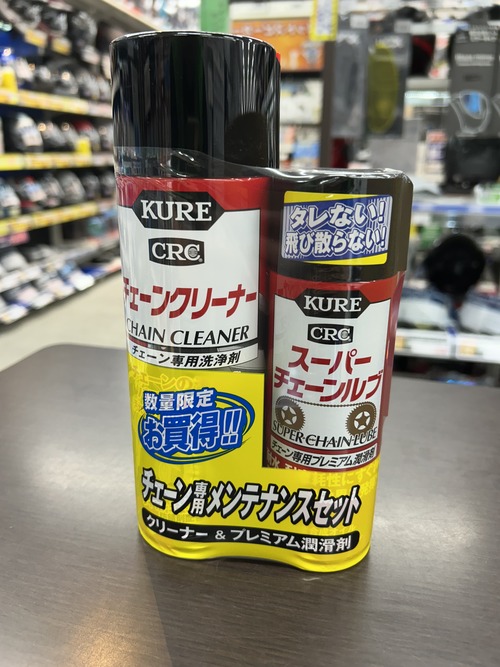 KURE
CRC
チェーンクリーナー
CHAIN CLEANER
チェーン専用洗浄剤
タレない!
飛び散らない!
KURE
CRC
スーパー
チェーンルブ
SUPER CHAIN LUBE
チェーン専用プレミアム潤滑剤
数量限定
お買得!!
チェーン専用メンテナンスセット
クリーナー & プレミアム潤滑剤